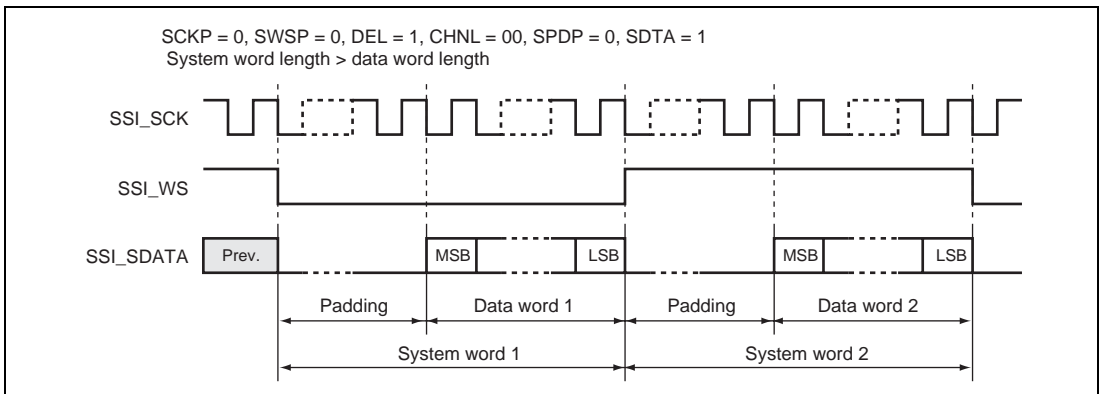 SCKP = 0, SWSP = 0, DEL = 1, CHNL = 00, SPDP = 0, SDTA = 1
System word length > data word length
SSI_SCK
SSI_WS
SSI_SDATA
Prev.
MSB
LSB
MSB
LSB
Padding
Data word 1
Padding
Data word 2
System word 1
System word 2